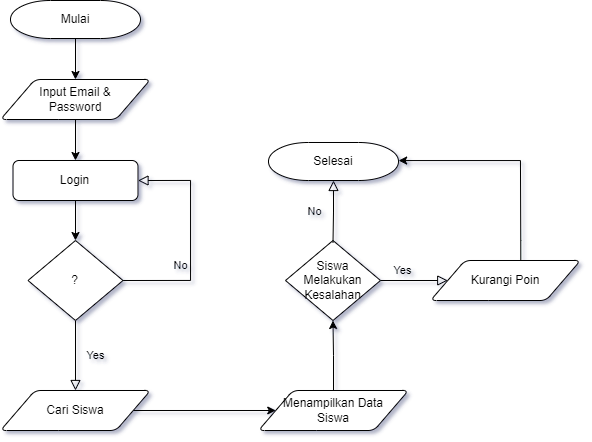 Mulai
Input Email &
Password
Login
?
No
Yes
Cari Siswa
Menampilkan Data
Siswa
Siswa
Melakukan
Kesalahan
No
Yes
Selesai
Kurangi Poin